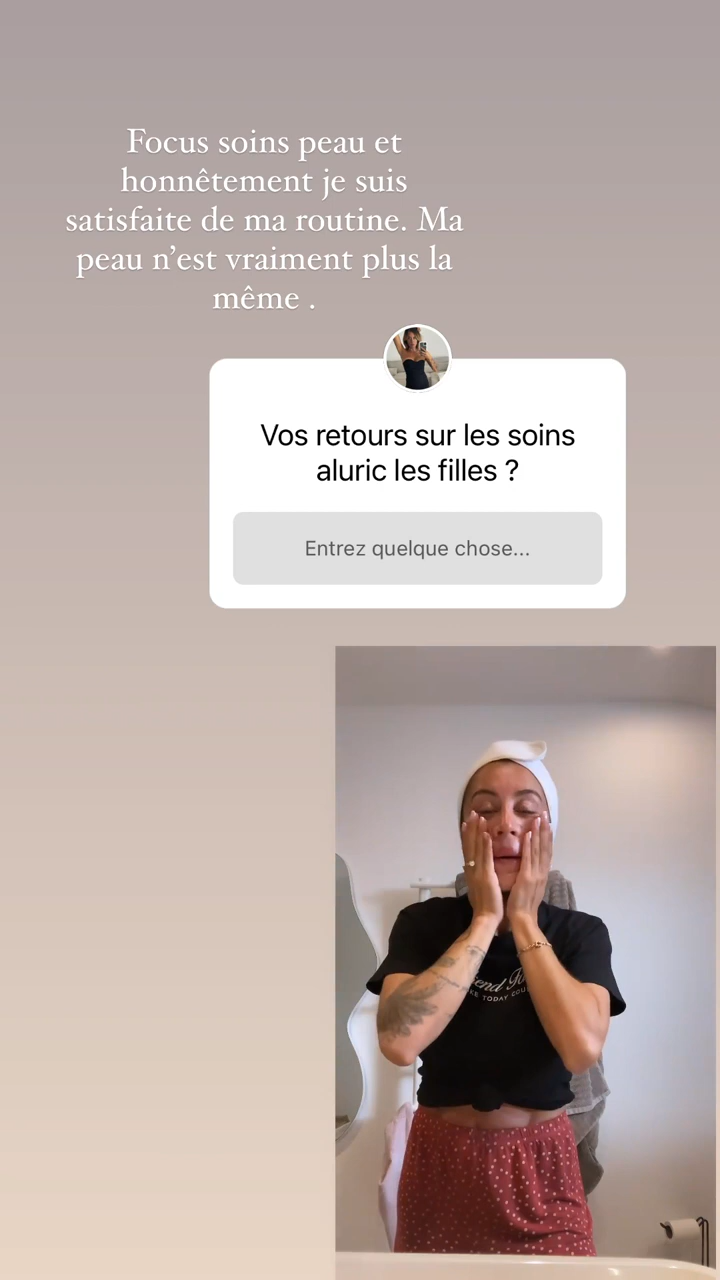 Focus soins peau et
honnêtement je suis
satisfaite de ma routine. Ma
peau n’est vraiment plus la
même .
Vos retours sur les soins
aluric les filles ?
Entrez quelque chose...
TODAY